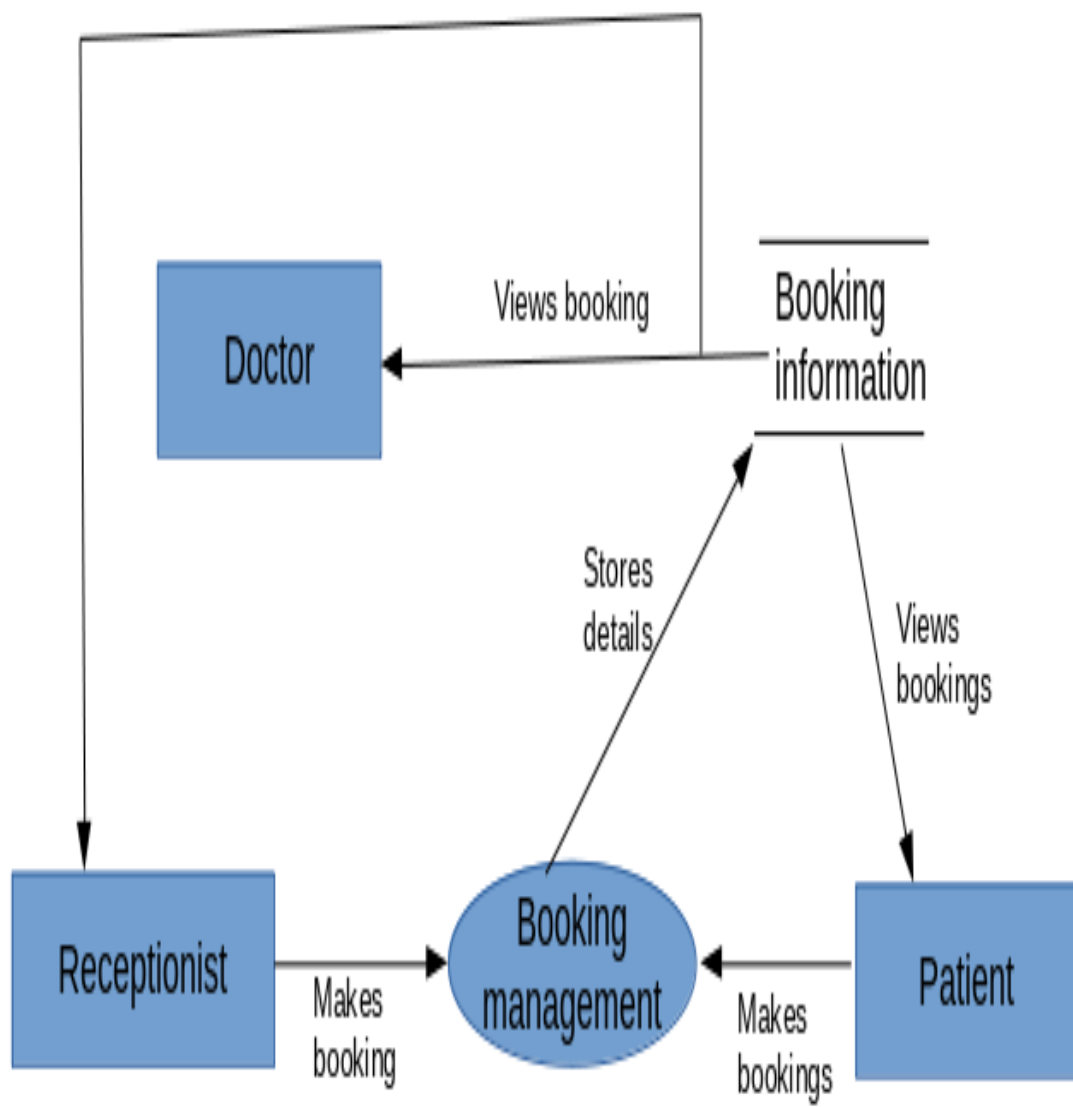 Views booking
Booking
information
Doctor
Stores
details
Views
bookings
Receptionist
Booking
management
Patient
Makes
booking
Makes
bookings